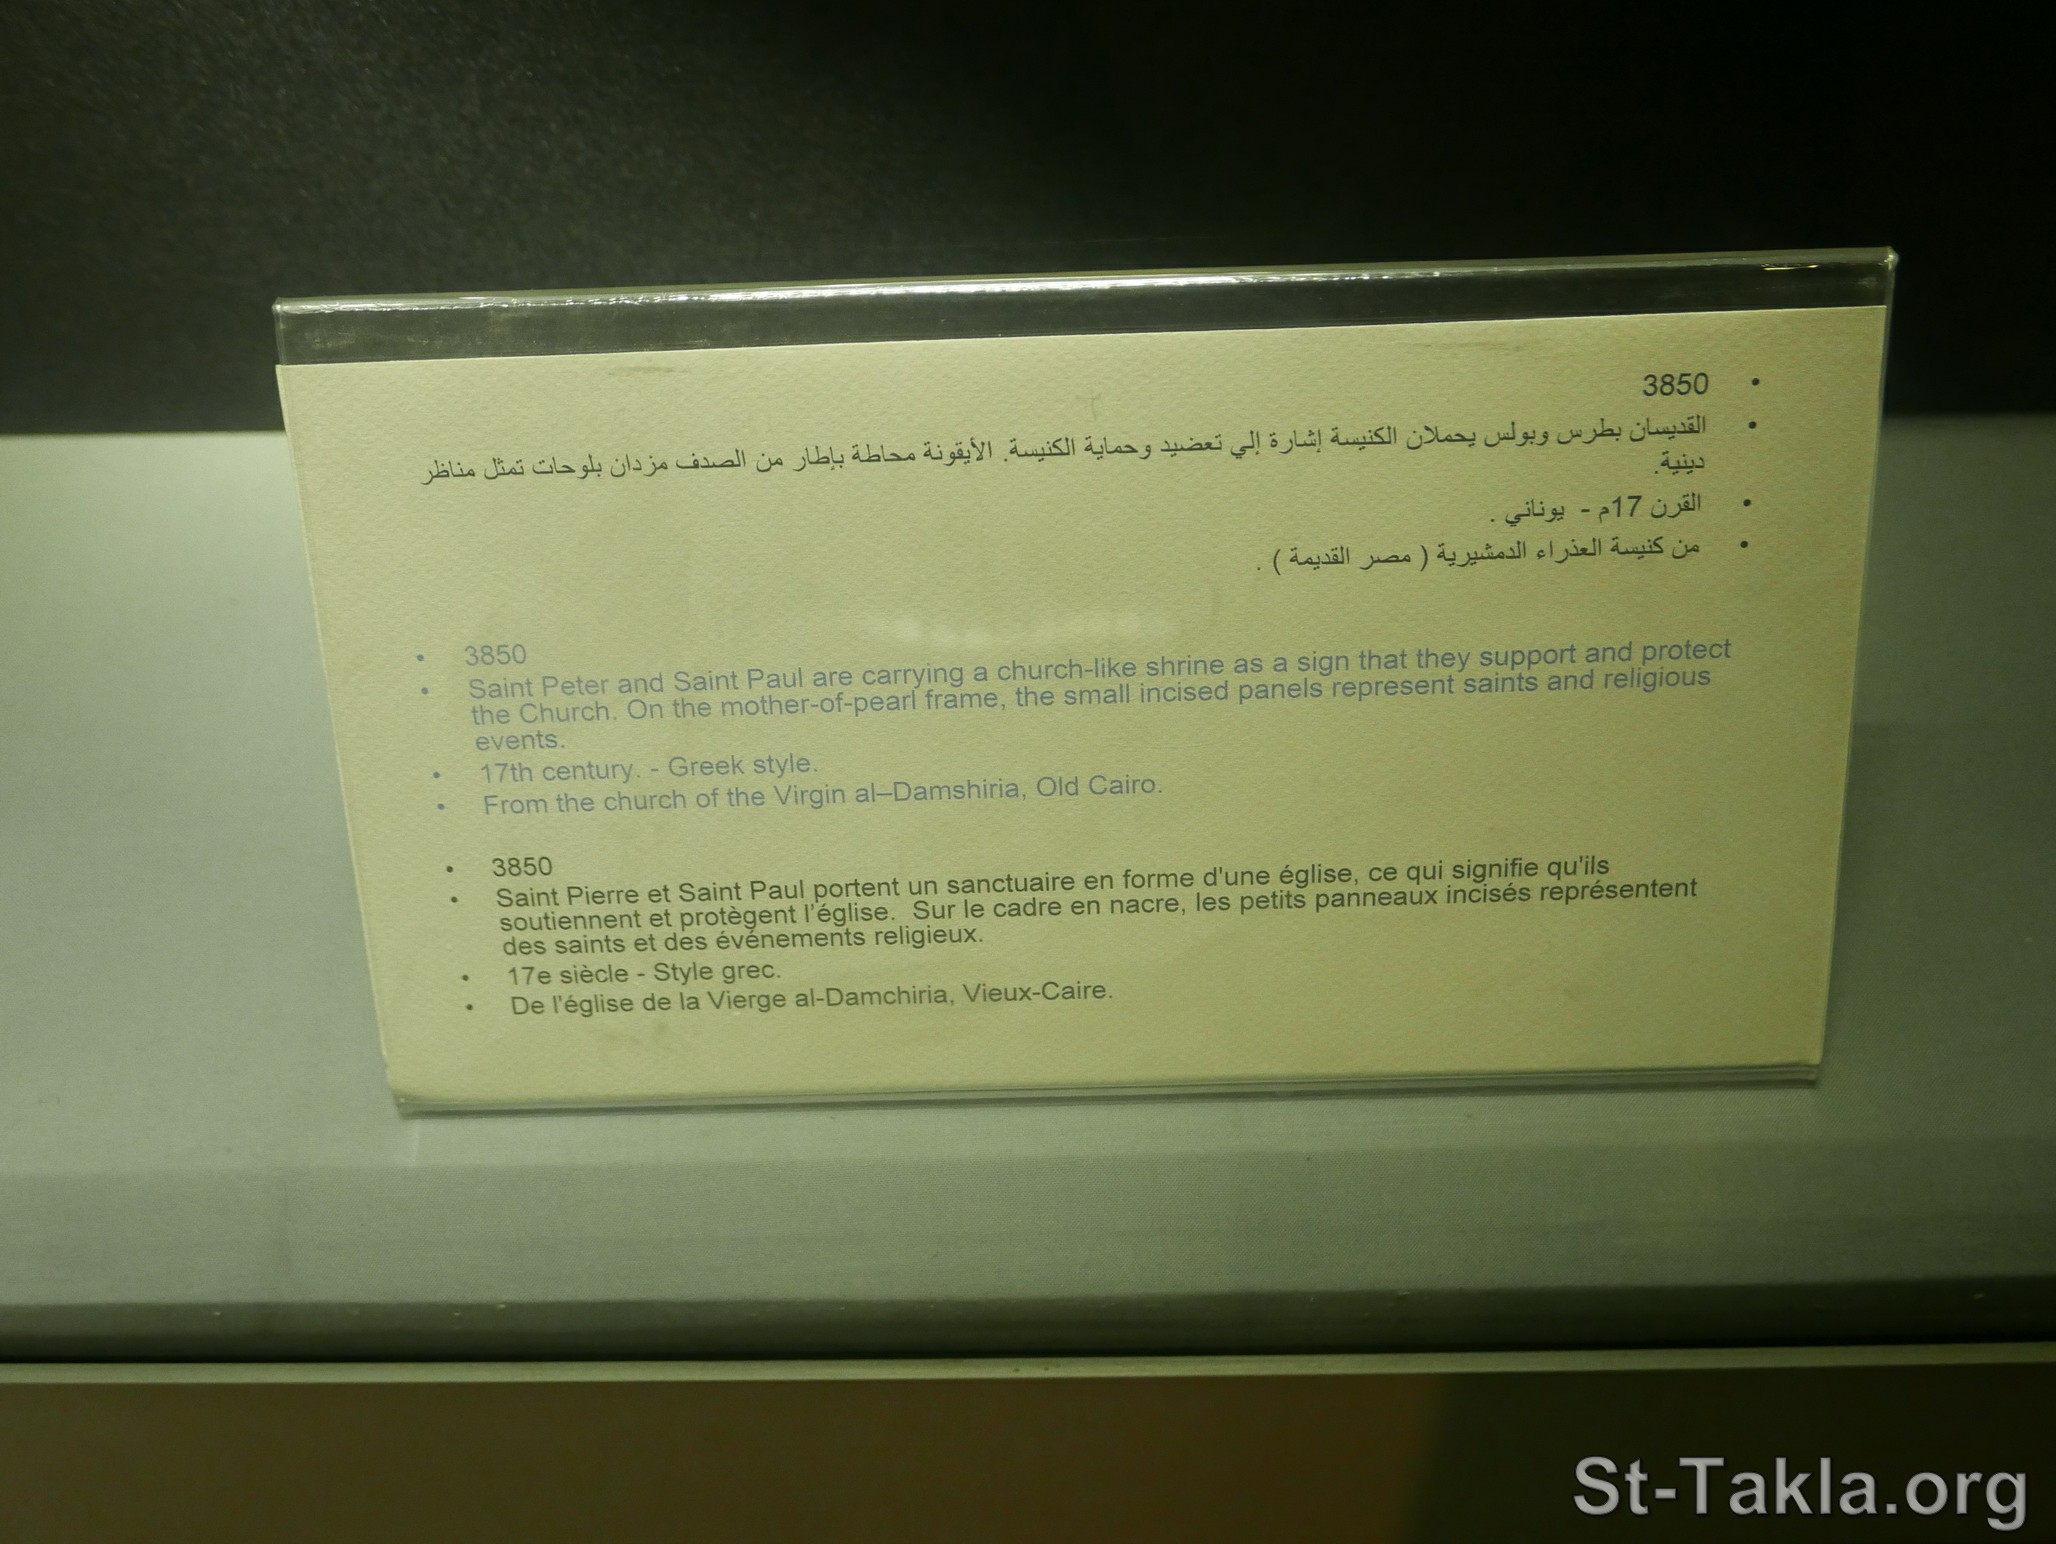 3850
القديسان بطرس وبولس يحملان الكنيسة إشارة إلي تعضيد وحماية الكنيسة. الأيقونة محاطة بإطار من الصدف مزدان بلوحات تمثل مناظر
دينية.
القرن 17م - يوناني .
من كنيسة العذراء الدمشيرية ( مصر القديمة ) .
3850
Saint Peter and Saint Paul are carrying a church-like shrine as a sign that they support and protect
the Church. On the mother-of-pearl frame, the small incised panels represent saints and religious
events.
17th century. - Greek style.
From the church of the Virgin al–Damshiria, Old Cairo.
3850
Saint Pierre et Saint Paul portent un sanctuaire en forme d'une église, ce qui signifie qu'ils
soutiennent et protègent l'église. Sur le cadre en nacre, les petits panneaux incisés représentent
des saints et des événements religieux.
17e siècle - Style grec.
De l'église de la Vierge al-Damchiria, Vieux-Caire.
St-Takla.org